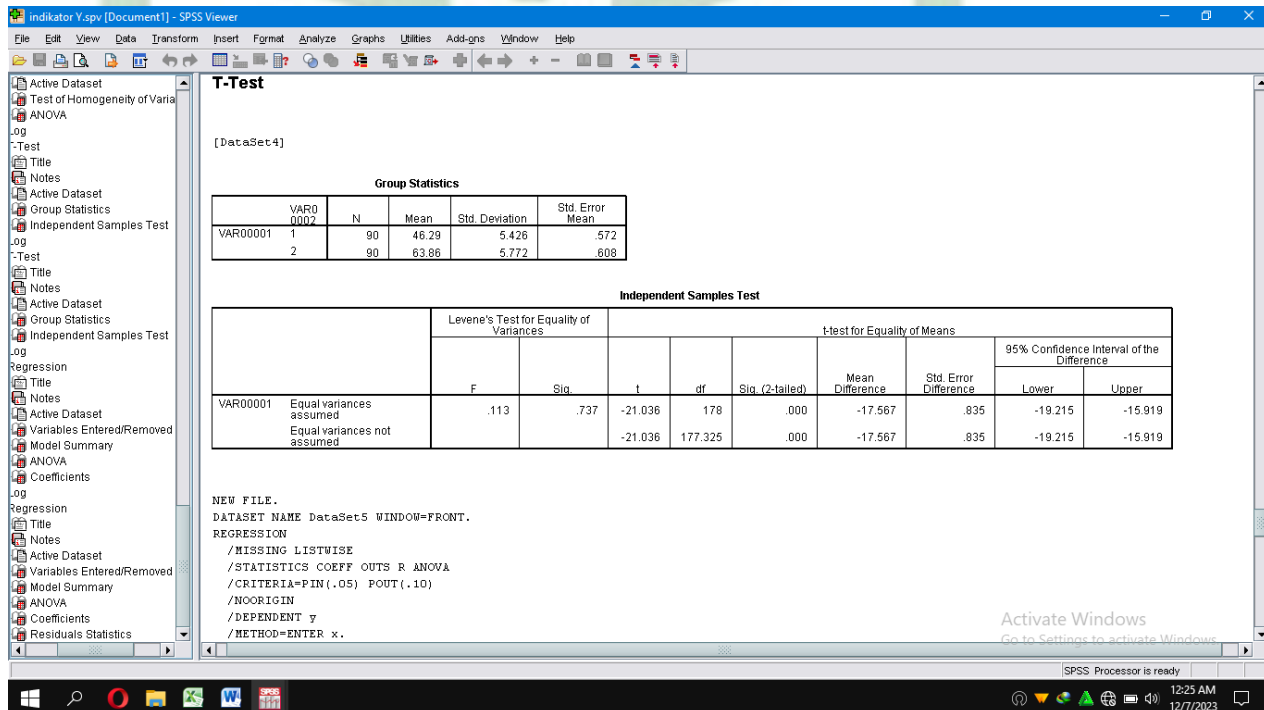 indikator Y.spv [Document1] - SPSS Viewer
File Edit View Data Transform Insert Format Analyze Graphs Utilities Add-ons Window Help
Active Dataset
Test of Homogeneity of Varia
ANOVA
Log
T-Test
Title
Notes
Active Dataset
Group Statistics
Independent Samples Test
Log
T-Test
Title
Notes
Active Dataset
Group Statistics
Independent Samples Test
Log
Regression
Title
Notes
Active Dataset
Variables Entered/Removed
Model Summary
ANOVA
Coefficients
Log
Regression
Title
Notes
Active Dataset
Variables Entered/Removed
Model Summary
ANOVA
Coefficients
Residuals Statistics
T-Test
[DataSet4]
Group Statistics
VAR0
0002 N Mean Std. Deviation Std. Error
Mean
VAR00001 1 90 46.29 5.426 .572
2 90 63.86 5.772 .608
Independent Samples Test
Levene's Test for Equality of
Variances t-test for Equality of Means
95% Confidence Interval of the
Difference
F Sig. t df Sig. (2-tailed) Mean
Difference Std. Error
Difference Lower Upper
VAR00001 Equal variances
assumed .113 .737 -21.036 178 .000 -17.567 .835 -19.215 -15.919
Equal variances not
assumed -21.036 177.325 .000 -17.567 .835 -19.215 -15.919
NEW FILE.
DATASET NAME DataSet5 WINDOW=FRONT.
REGRESSION
/MISSING LISTWISE
/STATISTICS COEFF OUTS R ANOVA
/CRITERIA=PIN(.05) POUT(.10)
/NOORIGIN
/DEPENDENT y
/METHOD=ENTER x.
Activate Windows
Go to Settings to activate Windows.
SPSS Processor is ready
12:25 AM
12/7/2023